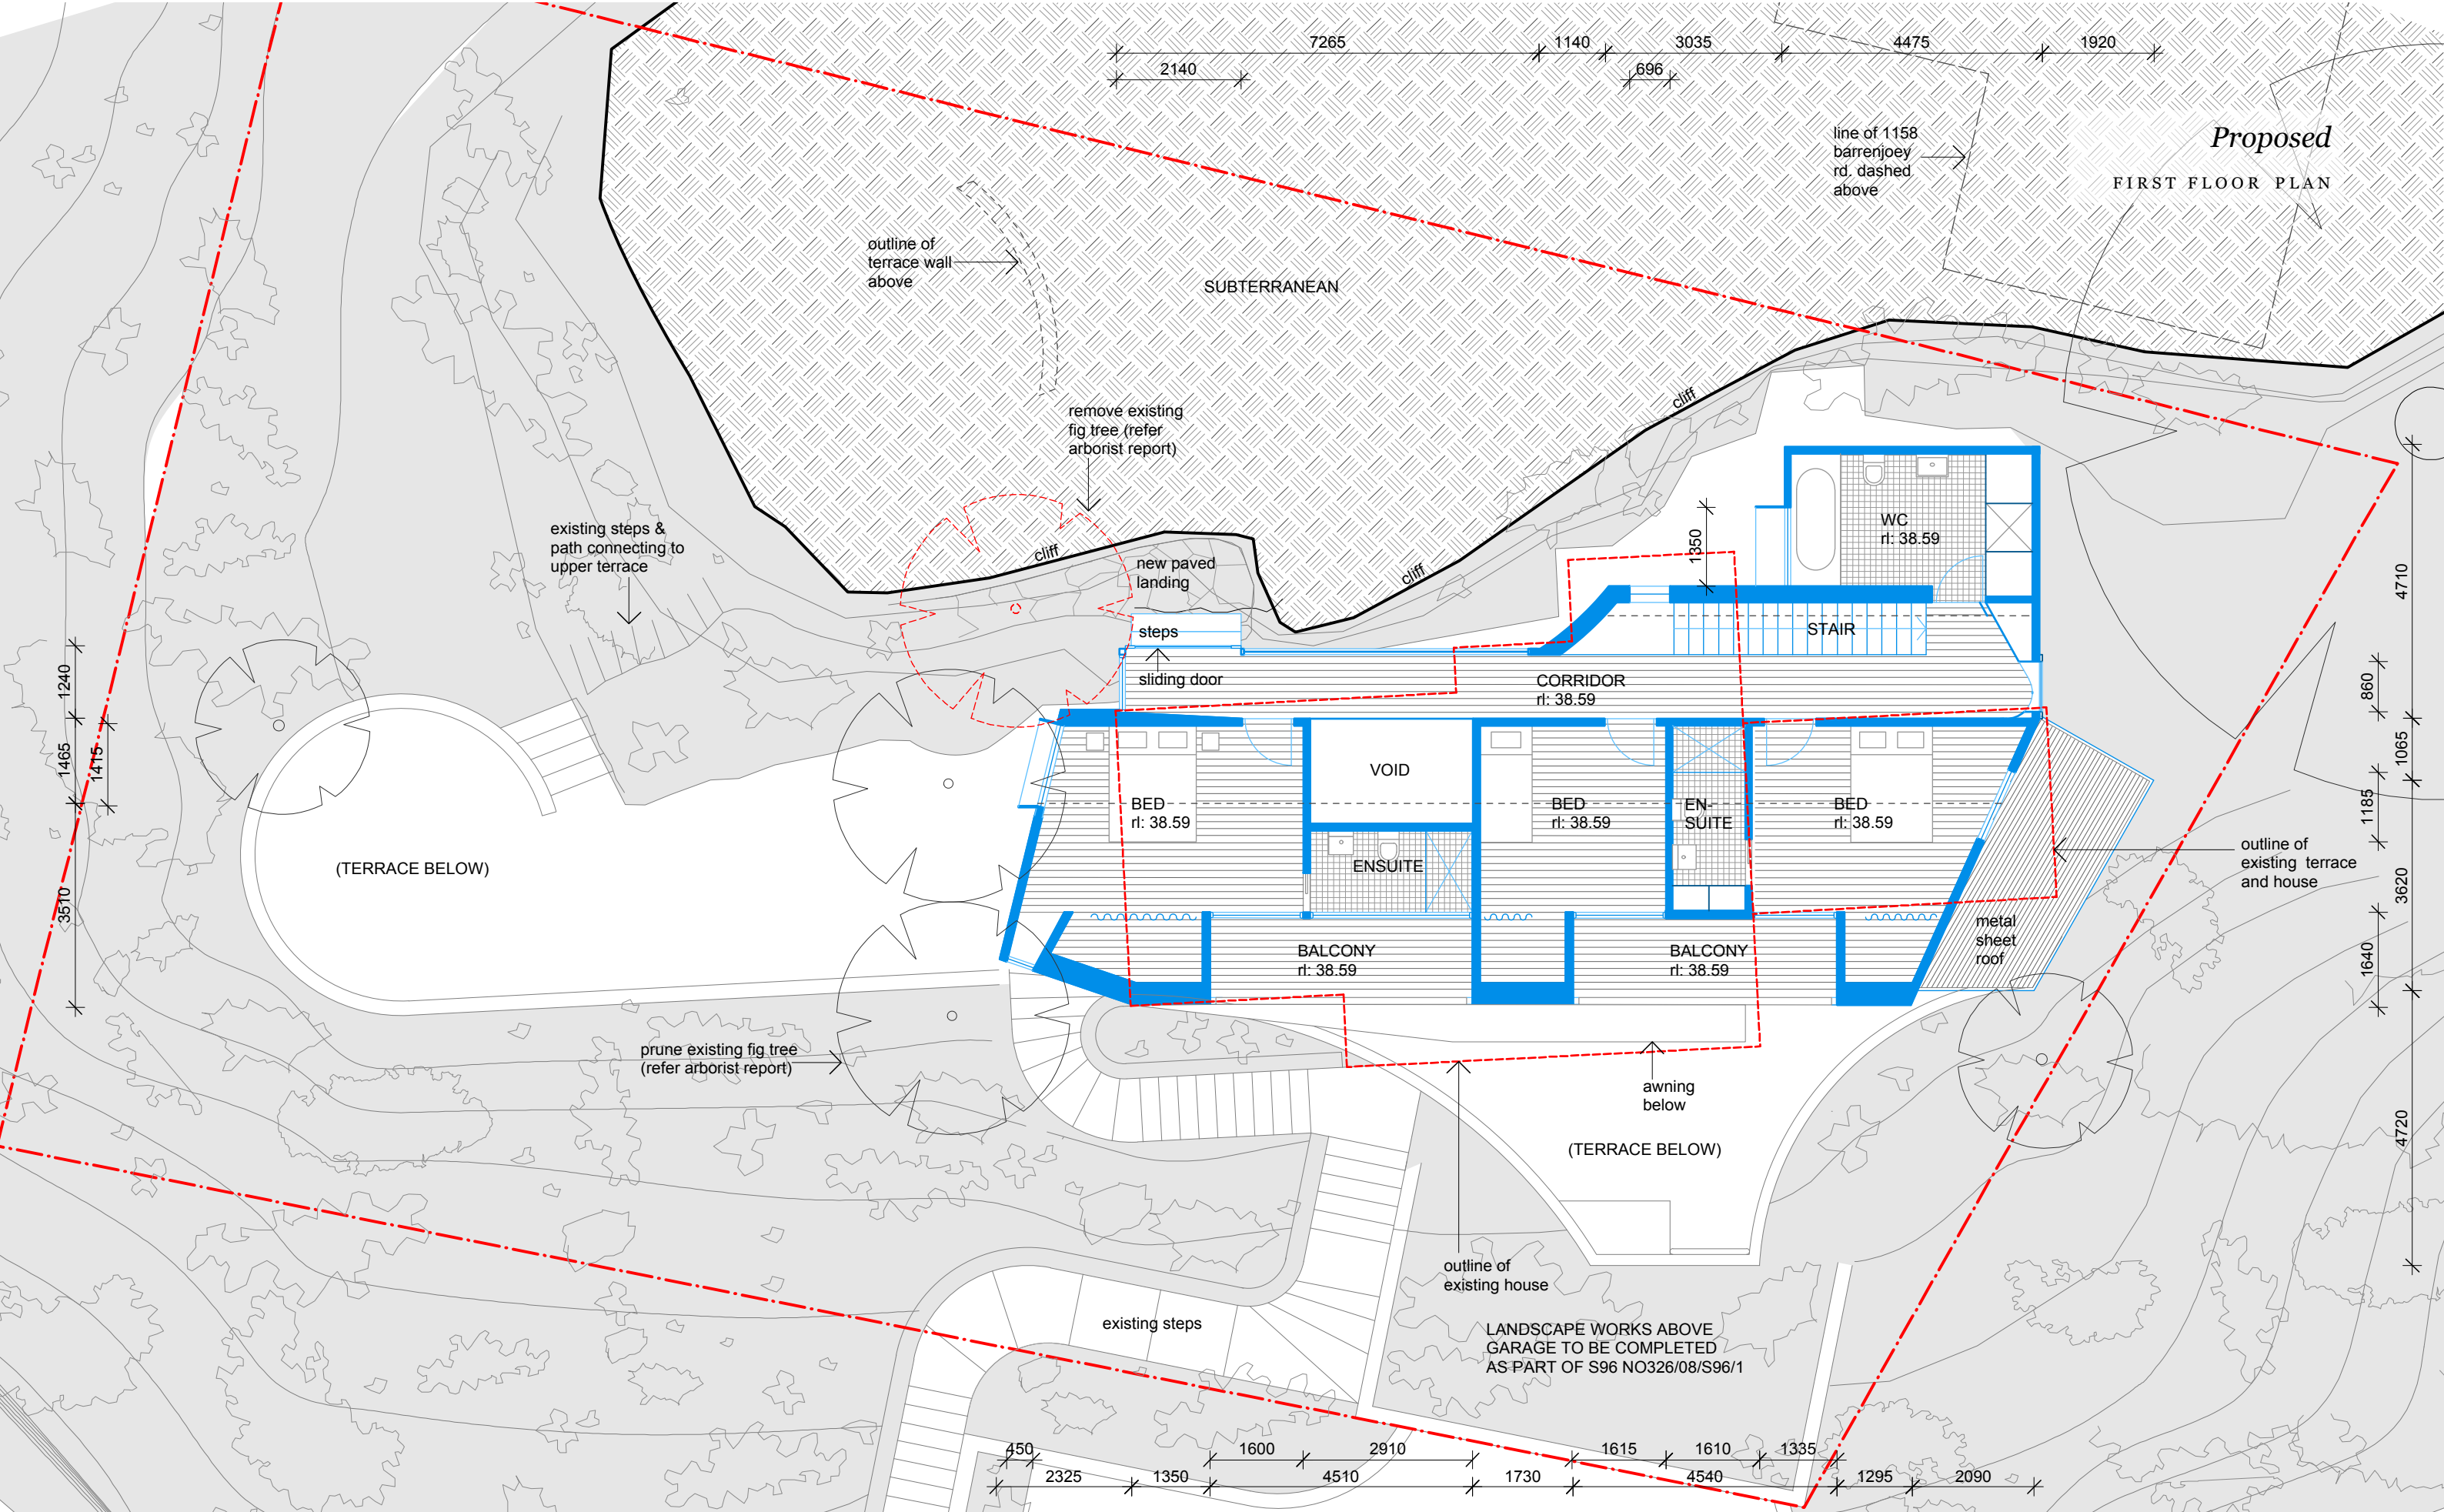 7265
1140
3035
4475
1920
2140
696
line of 1158
barrenjoey
rd. dashed
above
Proposed
FIRST FLOOR PLAN
outline of
terrace wall
above
SUBTERRANEAN
remove existing
fig tree (refer
arborist report)
cliff
existing steps &
path connecting to
upper terrace
cliff
new paved
landing
cliff
1350
WC
rl: 38.59
4710
steps
STAIR
sliding door
CORRIDOR
rl: 38.59
1240
860
1465
1415
1065
VOID
BED
rl: 38.59
BED
rl: 38.59
EN-
SUITE
BED
rl: 38.59
1185
(TERRACE BELOW)
ENSUITE
outline of
existing terrace
and house
3510
3620
BALCONY
rl: 38.59
BALCONY
rl: 38.59
metal
sheet
roof
1640
prune existing fig tree
(refer arborist report)
awning
below
(TERRACE BELOW)
4720
outline of
existing house
existing steps
LANDSCAPE WORKS ABOVE
GARAGE TO BE COMPLETED
AS PART OF S96 NO326/08/S96/1
450
1600
2910
1615
1610
1335
2325
1350
4510
1730
4540
1295
2090